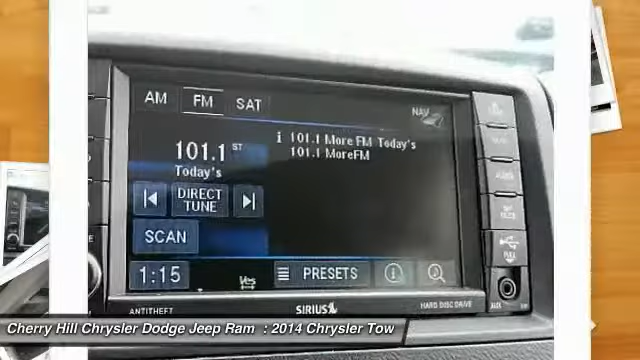 AM FM SAT
NAV
101.1 ST
Today's
i 101.1 More FM Today's
101.1 MoreFM
DIRECT
TUNE
SCAN
1:15
PRESETS
ANTITHEFT
SIRIUS
HARD DISC DRIVE
AUX
Cherry Hill Chrysler Dodge Jeep Ram : 2014 Chrysler Tow